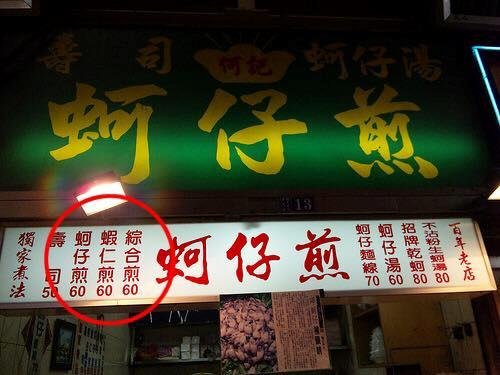 壽司
何記
蚵仔湯
蚵仔煎
13
百年老店
不沾粉生蚵湯80
招牌乾蚵80
蚵仔湯60
蚵仔麵線70
蚵仔煎
綜合煎60
蝦仁煎60
蚵仔煎60
壽司50
獨家煮法